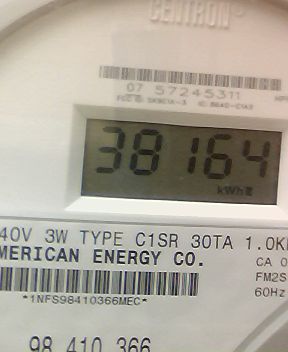 CENTRON®
07 57245311
38164
kWh
40V 3W TYPE C1SR 30TA 1.0K
MERICAN ENERGY CO.
CA 0
FM2S
60Hz
*1NFS98410366MEC*
98 410 366